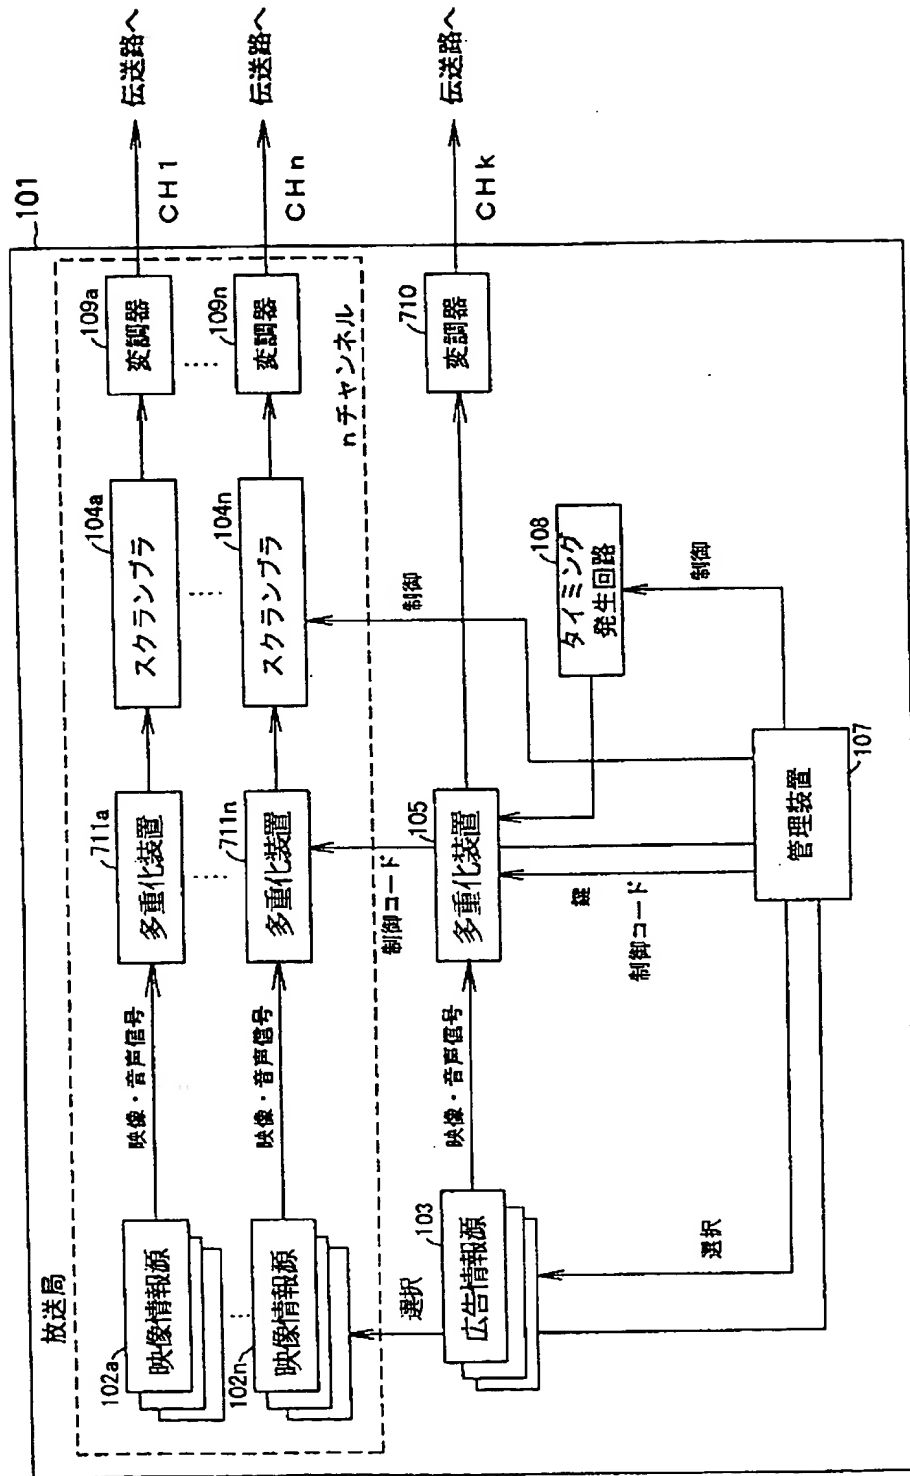 放送局
101
102a
映像情報源
映像・音声信号
711a
多重化装置
104a
スクランブラ
109a
変調器
CH1
伝送路へ
102n
映像情報源
映像・音声信号
711n
多重化装置
104n
スクランブラ
109n
変調器
CHn
伝送路へ
nチャンネル
選択
制御コード
制御
103
広告情報源
映像・音声信号
105
多重化装置
710
変調器
CHk
伝送路へ
108
タイミング
発生回路
鍵
制御コード
制御
選択
管理装置
107